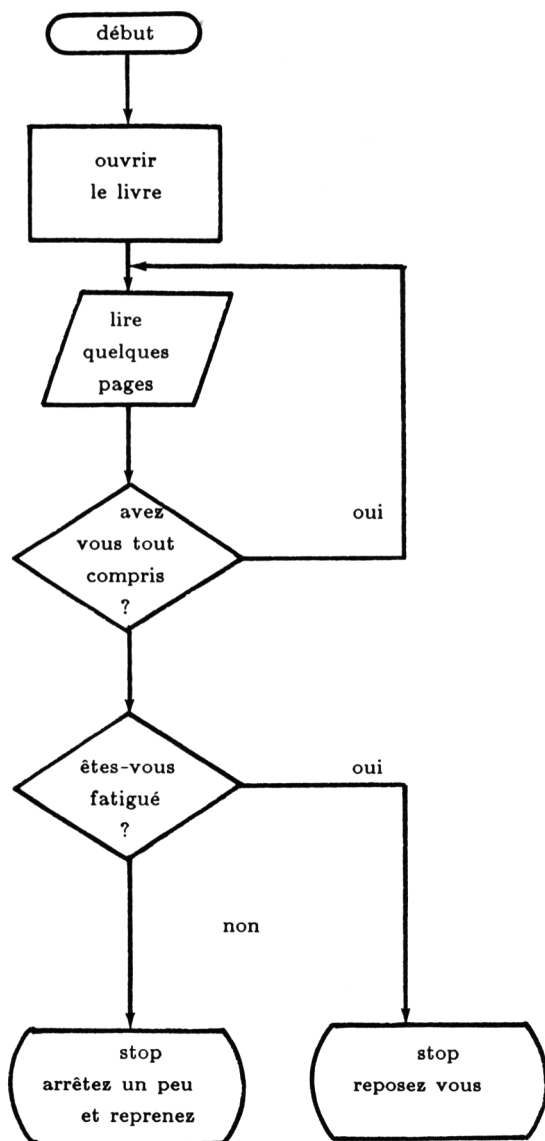 début
ouvrir
le livre
lire
quelques
pages
avez
vous tout
compris
?
oui
êtes-vous
fatigué
?
oui
non
stop
arrêtez un peu
et reprenez
stop
reposez vous